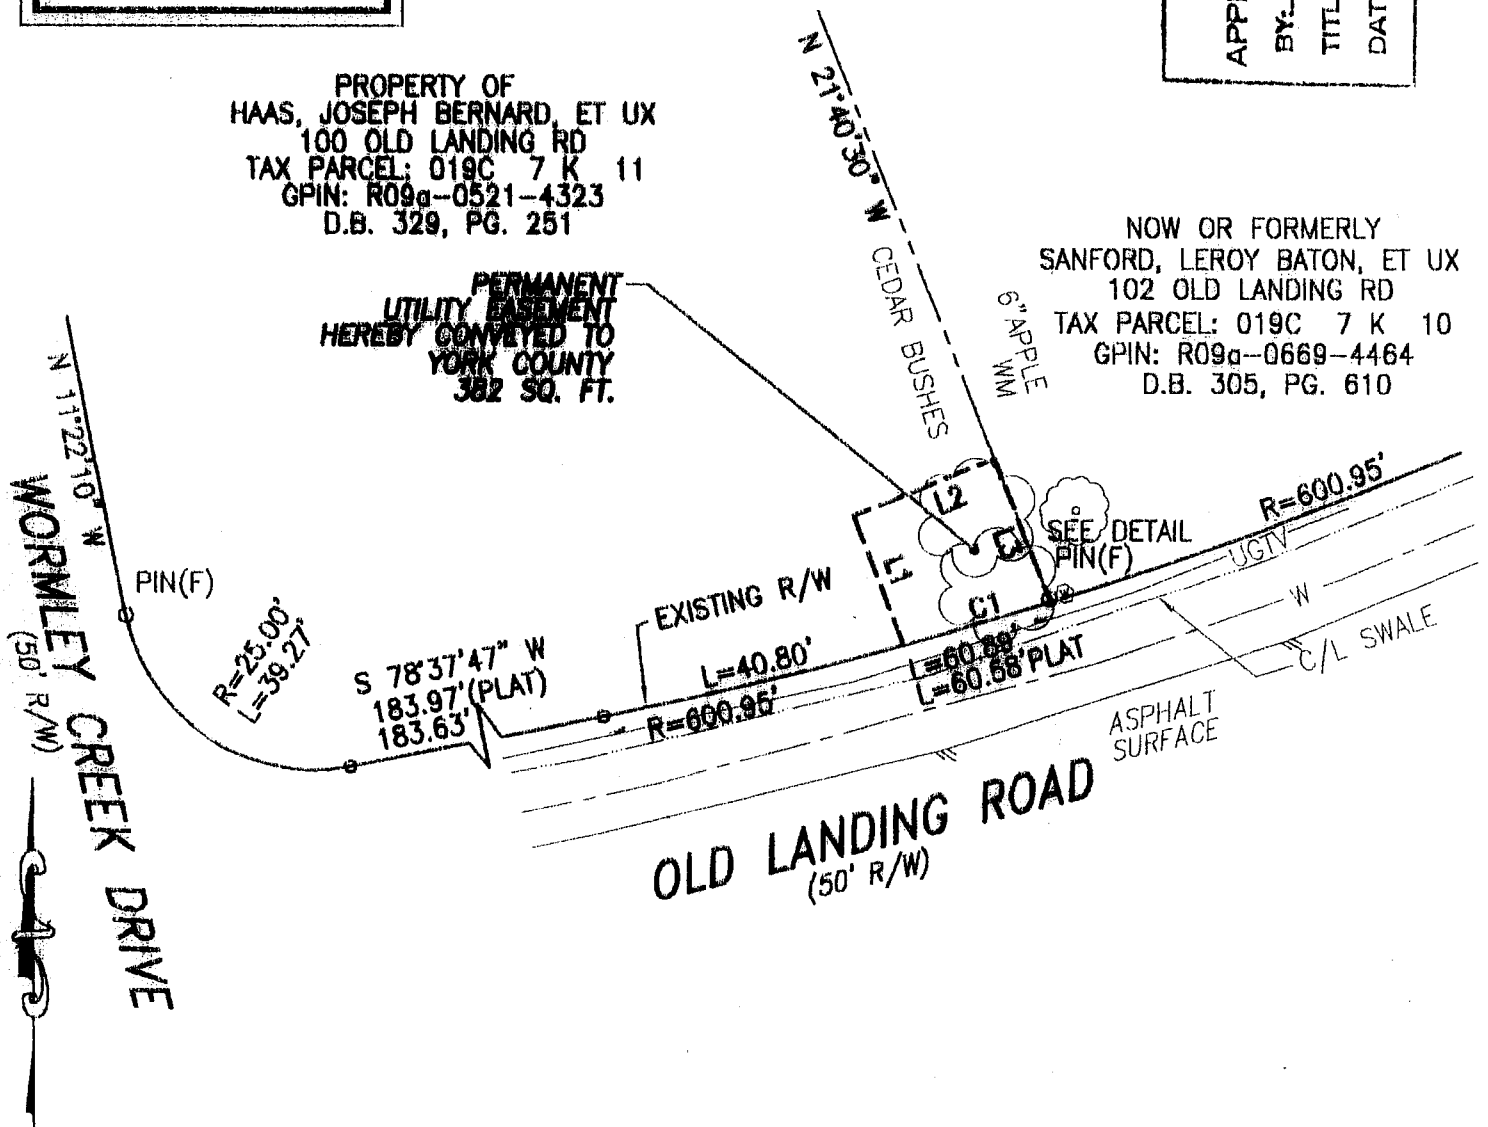 PROPERTY OF
HAAS, JOSEPH BERNARD, ET UX
100 OLD LANDING RD
TAX PARCEL: 019C 7 K 11
GPIN: R09a-0521-4323
D.B. 329, PG. 251
PERMANENT
UTILITY EASEMENT
HEREBY CONVEYED TO
YORK COUNTY
382 SQ. FT.
N 21°40'30" W
CEDAR BUSHES
6" APPLE
WM
BY:
NOW OR FORMERLY
SANFORD, LEROY BATON, ET UX
102 OLD LANDING RD
TAX PARCEL: 019C 7 K 10
GPIN: R09a-0669-4464
D.B. 305, PG. 610
N 11°22'10" W
WORMLEY CREEK DRIVE
(50' R/W)
PIN(F)
R=25.00'
L=39.27'
S 78°37'47" W
183.97'(PLAT)
183.63'
EXISTING R/W
L=40.80'
R=600.95'
L1
L2
C1
SEE DETAIL
PIN(F)
R=600.95'
UGTV
W
C/L SWALE
L=60.68' PLAT
ASPHALT
SURFACE
OLD LANDING ROAD
(50' R/W)